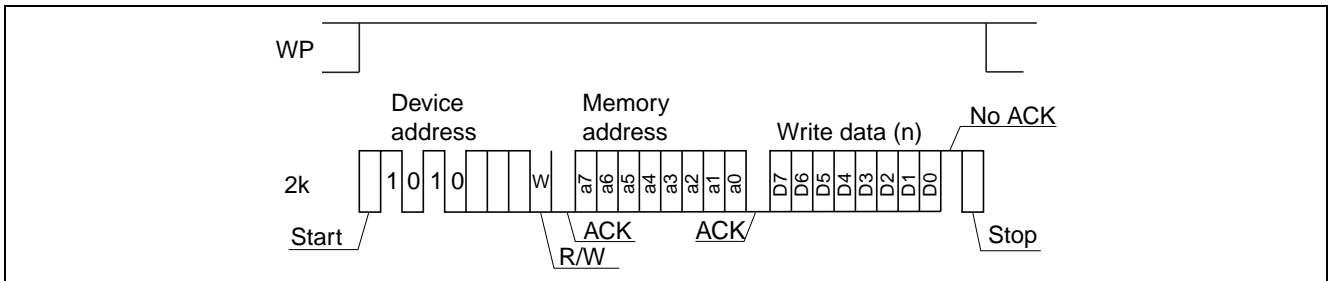 WP
Device address
Memory address
Write data (n)
No ACK
2k
1 0 1 0 W a7 a6 a5 a4 a3 a2 a1 a0 D7 D6 D5 D4 D3 D2 D1 D0
Start
ACK
ACK
Stop
R/W